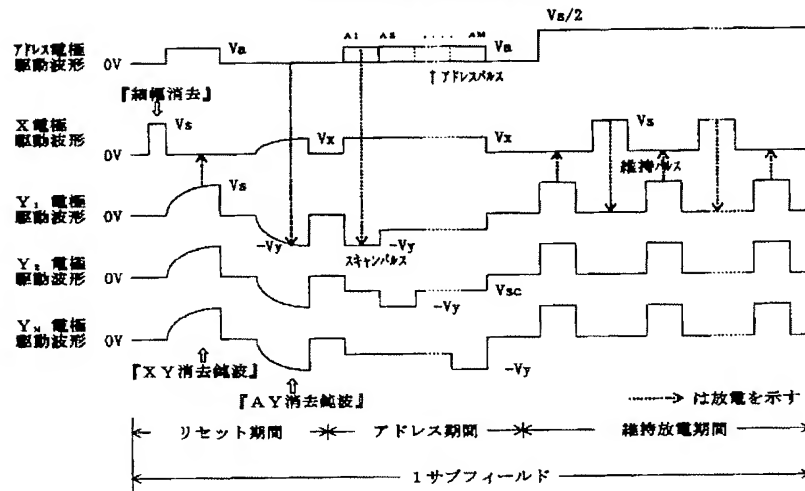 Vs/2
A1 A2 ・・・・ AM
アドレス電極
駆動波形 0V Va Va
↑アドレスパルス
『細幅消去』
X電極
駆動波形 0V Vs Vx Vx Vs
維持パルス
Y₁電極
駆動波形 0V Vs -Vy -Vy
スキャンパルス
Y₂電極
駆動波形 0V -Vy Vsc
Yₙ電極
駆動波形 0V -Vy
『XY消去鈍波』
『AY消去鈍波』
は放電を示す
リセット期間 アドレス期間 維持放電期間
1サブフィールド